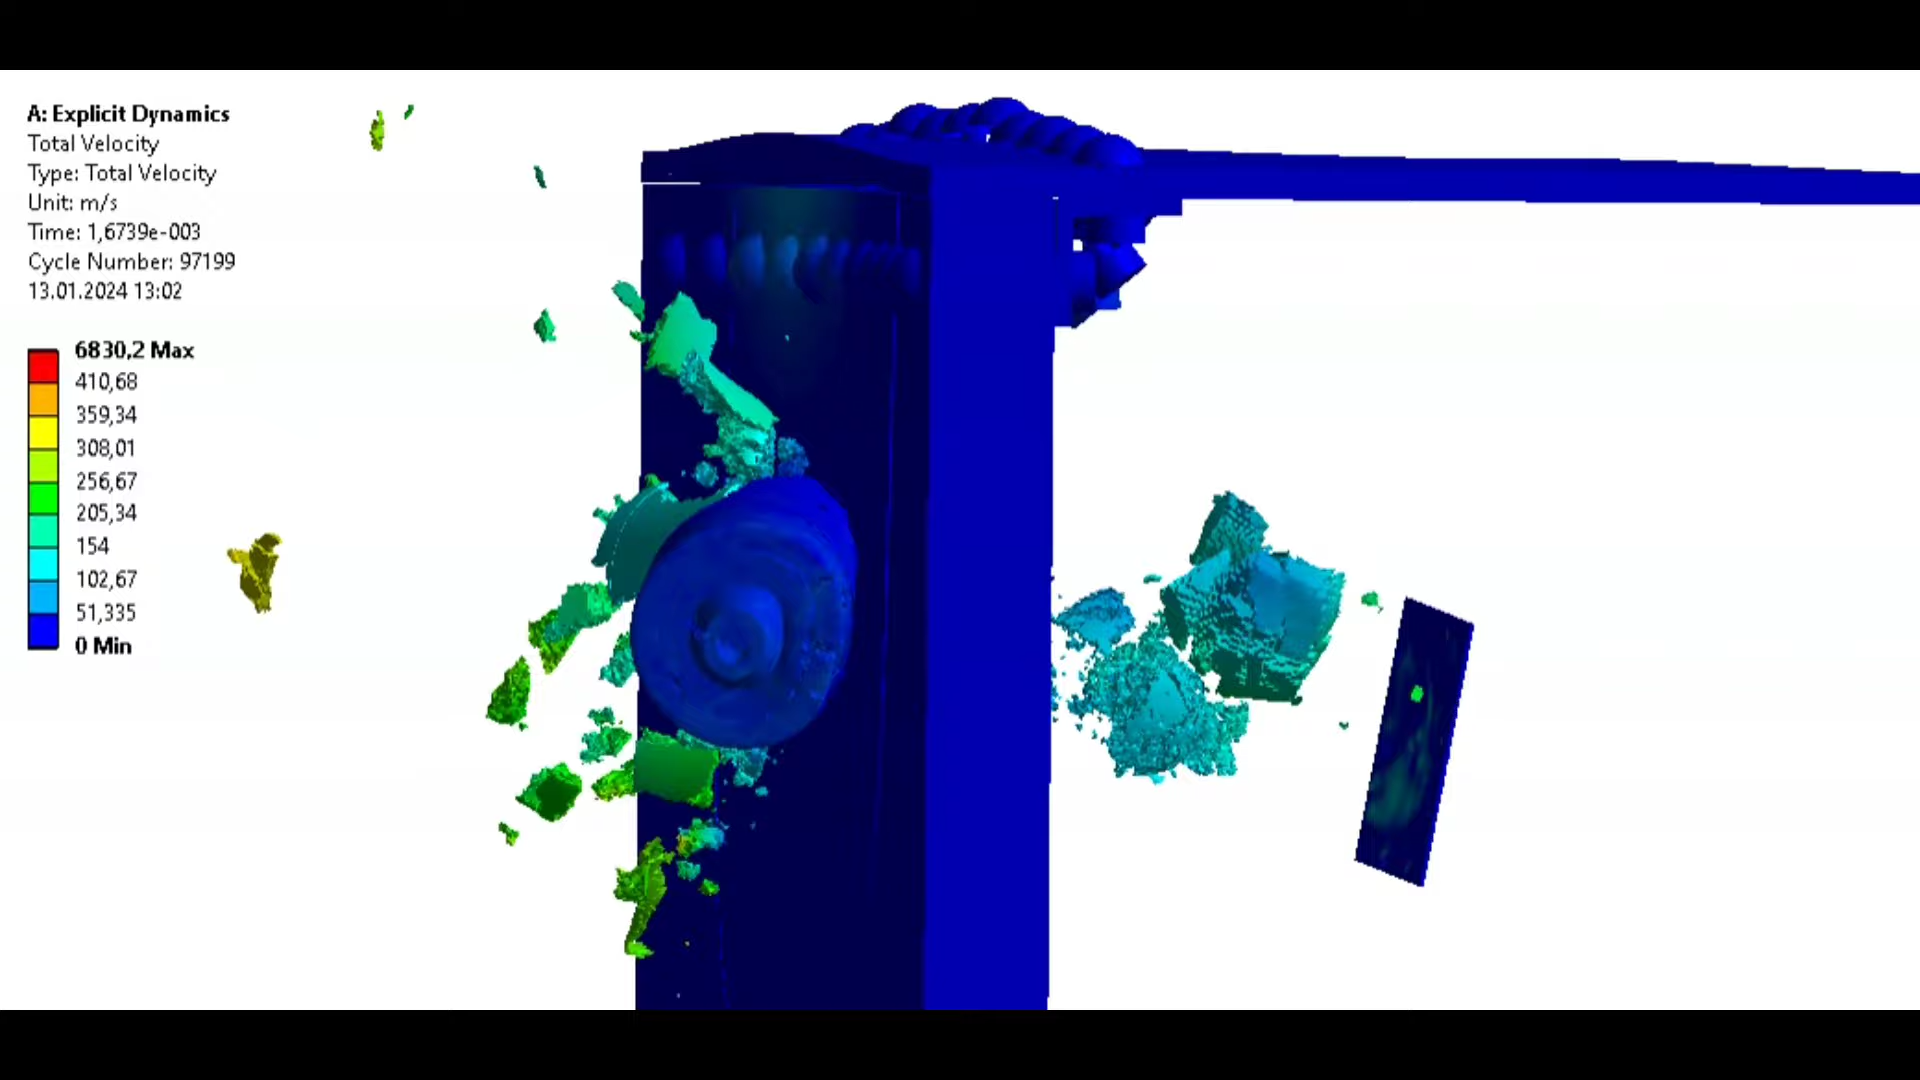 A: Explicit Dynamics
Total Velocity
Type: Total Velocity
Unit: m/s
Time: 1,6739e-003
Cycle Number: 97199
13.01.2024 13:02
6830,2 Max
410,68
359,34
308,01
256,67
205,34
154
102,67
51,335
0 Min